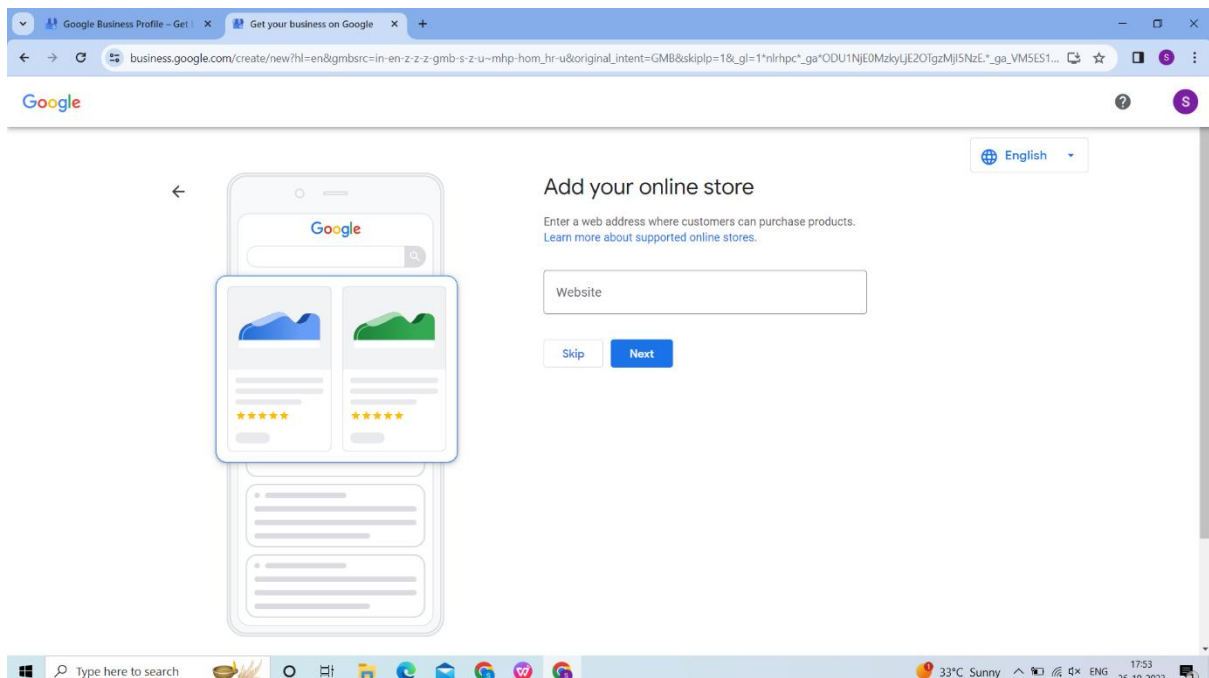 Google Business Profile – Get l
Get your business on Google
business.google.com/create/new?hl=en&gmbsrc=in-en-z-z-z-gmb-s-z-u~mhp-hom_hr-u&original_intent=GMB&skiplp=1&_gl=1*nlrhpc*_ga*ODU1NjE0MzkyLjE2OTgzMjI5NzE.*_ga_VM5ES1...
S
Google
S
English
Add your online store
Enter a web address where customers can purchase products.
Learn more about supported online stores.
Google
Website
Skip
Next
Type here to search
33°C Sunny
ENG
17:53